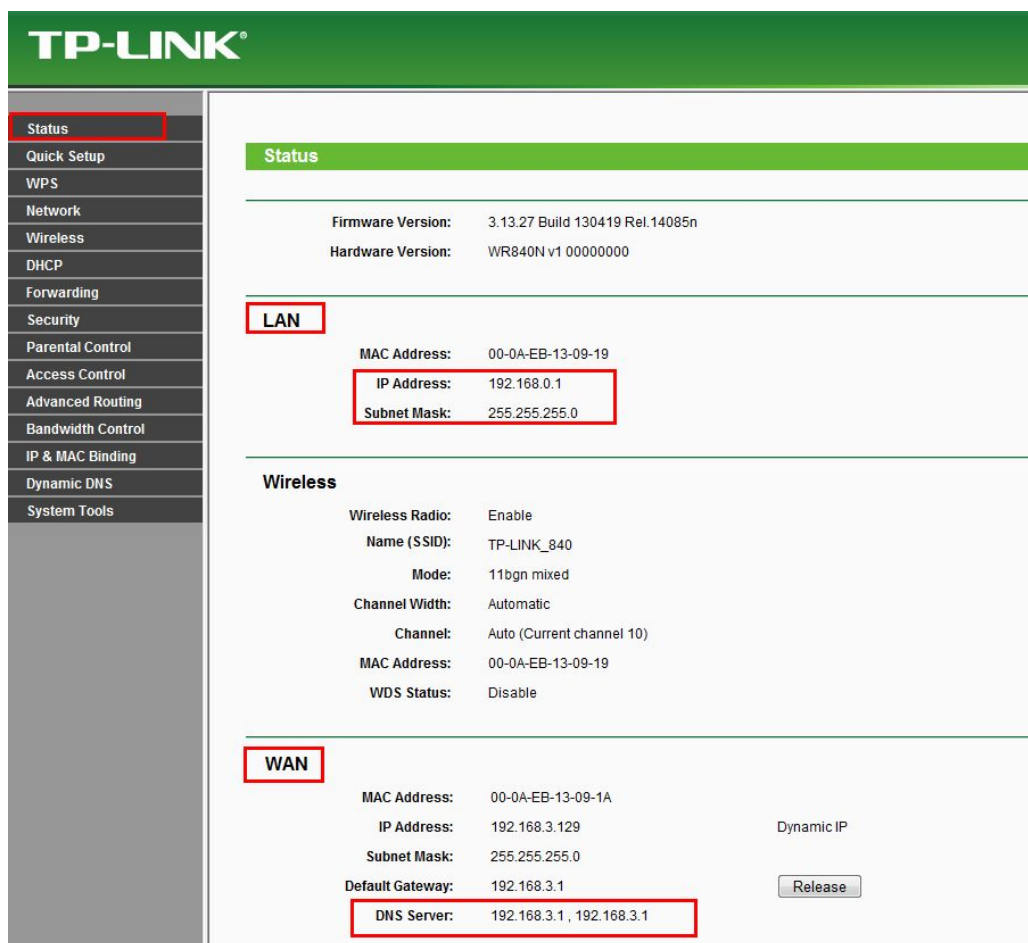 TP-LINK®
Status
Quick Setup
WPS
Network
Wireless
DHCP
Forwarding
Security
Parental Control
Access Control
Advanced Routing
Bandwidth Control
IP & MAC Binding
Dynamic DNS
System Tools
Status
Firmware Version: 3.13.27 Build 130419 Rel.14085n
Hardware Version: WR840N v1 00000000
LAN
MAC Address: 00-0A-EB-13-09-19
IP Address: 192.168.0.1
Subnet Mask: 255.255.255.0
Wireless
Wireless Radio: Enable
Name (SSID): TP-LINK_840
Mode: 11bgn mixed
Channel Width: Automatic
Channel: Auto (Current channel 10)
MAC Address: 00-0A-EB-13-09-19
WDS Status: Disable
WAN
MAC Address: 00-0A-EB-13-09-1A
IP Address: 192.168.3.129 Dynamic IP
Subnet Mask: 255.255.255.0
Default Gateway: 192.168.3.1 Release
DNS Server: 192.168.3.1 , 192.168.3.1